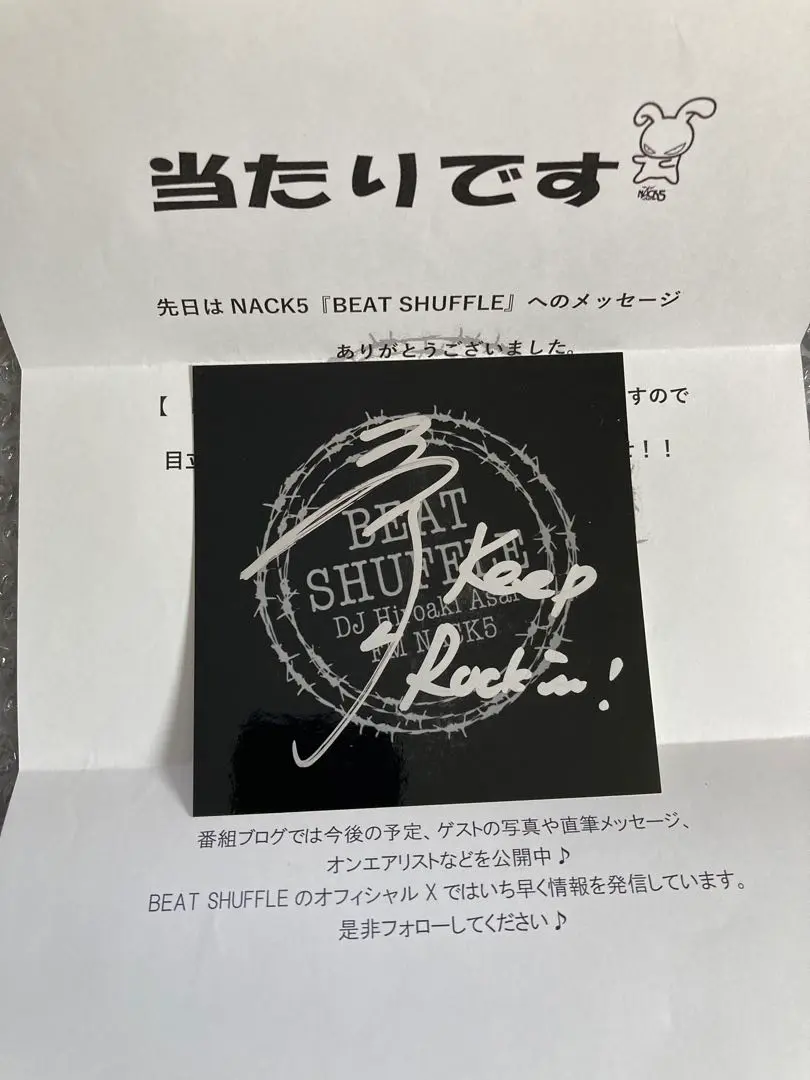 当たりです
NACK5
先日は NACK5『BEAT SHUFFLE』へのメッセージ
ありがとうございました。
【
すので
目立
！！
BEAT
SHUFFLE
DJ Hiroaki Asai
FM NACK5
Keep
Rockin!
番組ブログでは今後の予定、ゲストの写真や直筆メッセージ、
オンエアリストなどを公開中♪
BEAT SHUFFLE のオフィシャル X ではいち早く情報を発信しています。
是非フォローしてください♪